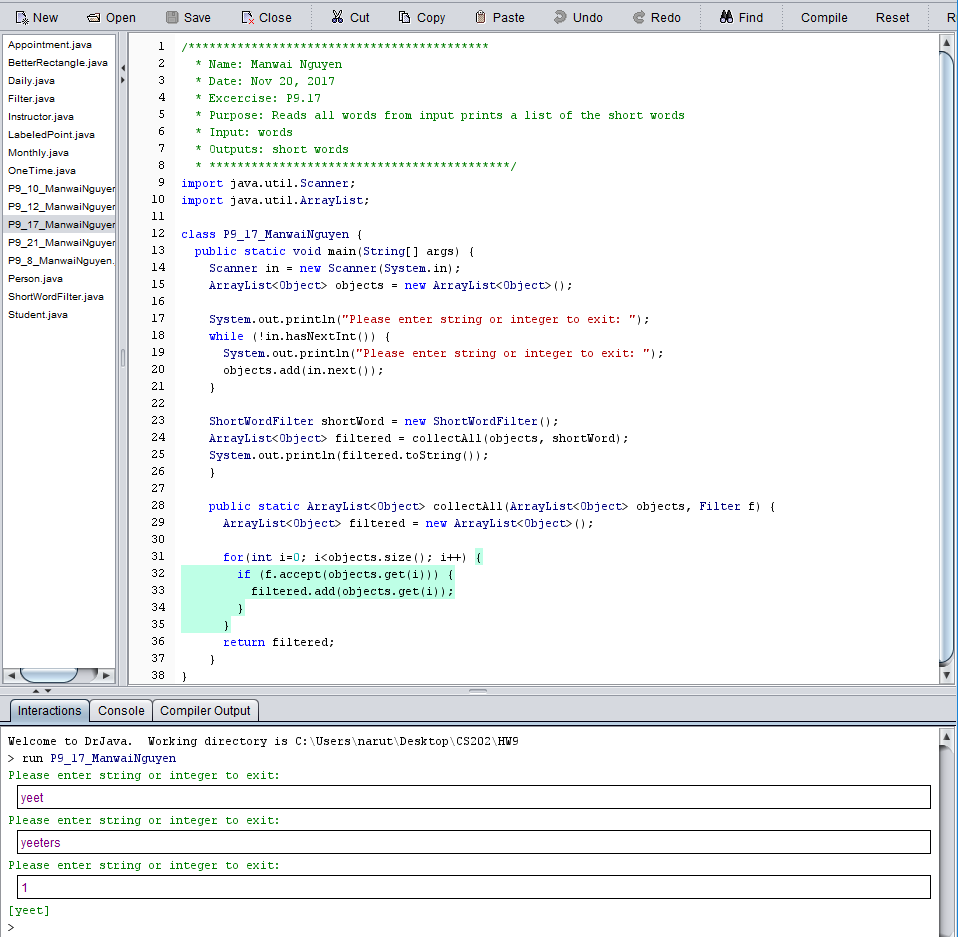 New Open Save Close Cut Copy Paste Undo Redo Find Compile Reset R
Appointment.java
BetterRectangle.java
Daily.java
Filter.java
Instructor.java
LabeledPoint.java
Monthly.java
OneTime.java
P9_10_ManwaiNguyen
P9_12_ManwaiNguyen
P9_17_ManwaiNguyen
P9_21_ManwaiNguyen
P9_8_ManwaiNguyen.
Person.java
ShortWordFilter.java
Student.java
1 /*******************************************
2 * Name: Manwai Nguyen
3 * Date: Nov 20, 2017
4 * Excercise: P9.17
5 * Purpose: Reads all words from input prints a list of the short words
6 * Input: words
7 * Outputs: short words
8 * *******************************************/
9 import java.util.Scanner;
10 import java.util.ArrayList;
11
12 class P9_17_ManwaiNguyen {
13 public static void main(String[] args) {
14 Scanner in = new Scanner(System.in);
15 ArrayList<Object> objects = new ArrayList<Object>();
16
17 System.out.println("Please enter string or integer to exit: ");
18 while (!in.hasNextInt()) {
19 System.out.println("Please enter string or integer to exit: ");
20 objects.add(in.next());
21 }
22
23 ShortWordFilter shortWord = new ShortWordFilter();
24 ArrayList<Object> filtered = collectAll(objects, shortWord);
25 System.out.println(filtered.toString());
26 }
27
28 public static ArrayList<Object> collectAll(ArrayList<Object> objects, Filter f) {
29 ArrayList<Object> filtered = new ArrayList<Object>();
30
31 for(int i=0; i<objects.size(); i++) {
32 if (f.accept(objects.get(i))) {
33 filtered.add(objects.get(i));
34 }
35 }
36 return filtered;
37 }
38 }
Interactions Console Compiler Output
Welcome to DrJava. Working directory is C:\Users\narut\Desktop\CS202\HW9
> run P9_17_ManwaiNguyen
Please enter string or integer to exit:
yeet
Please enter string or integer to exit:
yeeters
Please enter string or integer to exit:
1
[yeet]
>